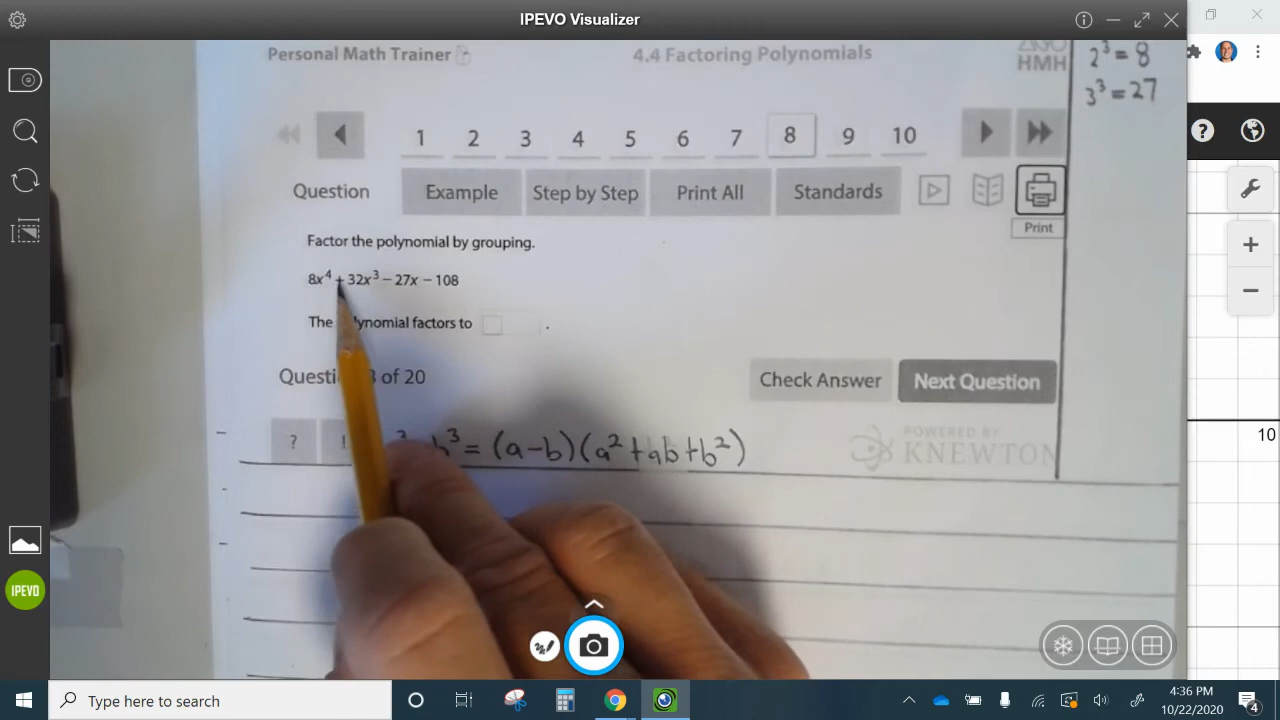 IPEVO Visualizer
Personal Math Trainer
4.4 Factoring Polynomials
HMH
2³ = 8
3³ = 27
1 2 3 4 5 6 7 8 9 10
Question Example Step by Step Print All Standards
Print
Factor the polynomial by grouping.
8x⁴ + 32x³ − 27x − 108
The polynomial factors to .
of 20
Check Answer Next Question
? !
b³ = (a-b)(a²+ab+b²)
POWERED BY
KNEWTON
10
IPEVO
Type here to search
4:36 PM
10/22/2020
4